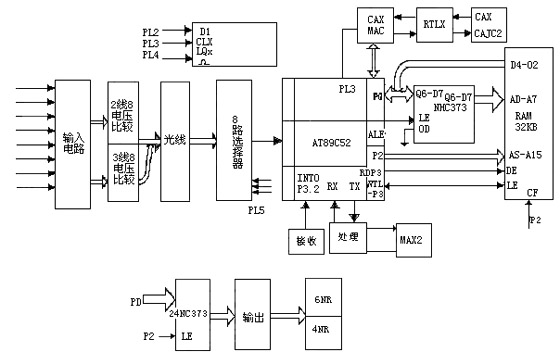 PL2
PL3
PL4
D1
CLX
LQx
CAX
MAC
RTLX
CAX
CAJC2
输入
电路
2线8
电压
比较
3线8
电压
比较
光线
8
路
选
择
器
PL5
PL3
PG
AT89C52
ALE
P2
INTO
P3.2
RX
TX
RDP3
WTL
-P3
Q6-D7
Q6-D7
NHC373
LE
OD
D4-02
AD-A7
RAM
32KB
AS-A15
DE
LE
CF
P2
接收
处理
MAX2
PD
24NC373
P2
LE
输出
6NR
4NR